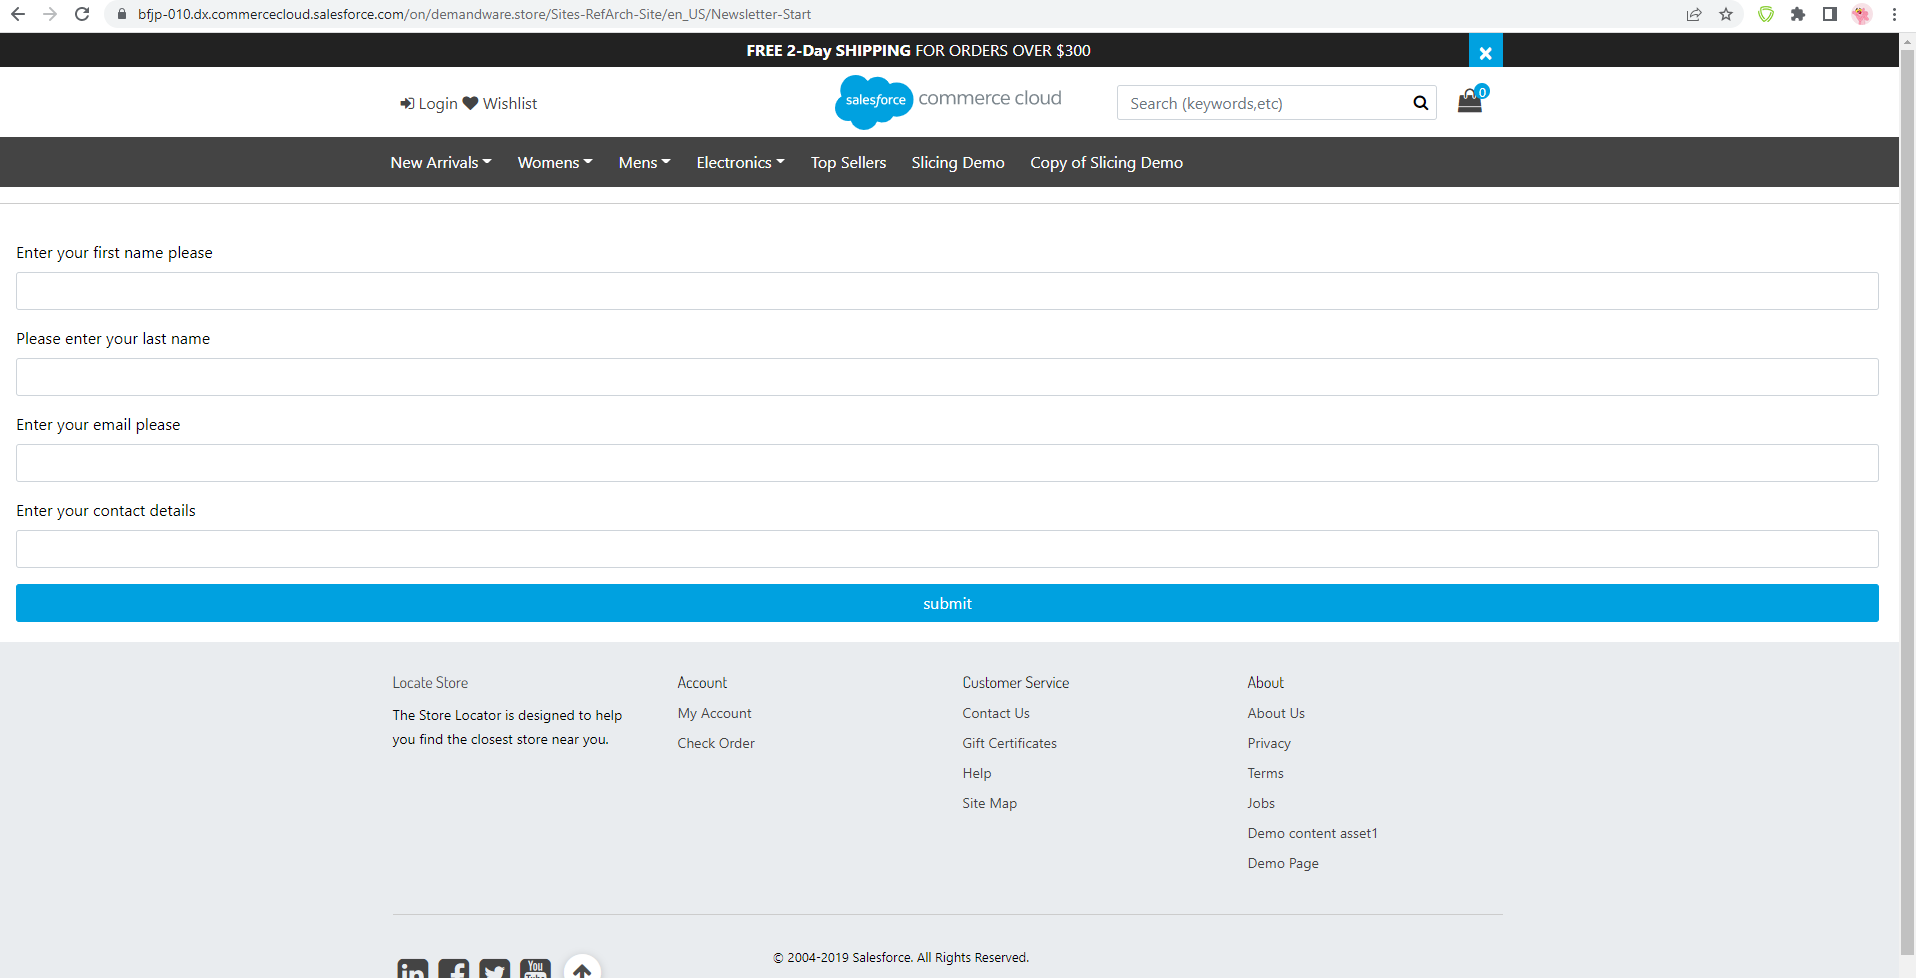 bfjp-010.dx.commercecloud.salesforce.com/on/demandware.store/Sites-RefArch-Site/en_US/Newsletter-Start
FREE 2-Day SHIPPING FOR ORDERS OVER $300
Login Wishlist
salesforce commerce cloud
Search (keywords,etc)
0
New Arrivals Womens Mens Electronics Top Sellers Slicing Demo Copy of Slicing Demo
Enter your first name please
Please enter your last name
Enter your email please
Enter your contact details
submit
Locate Store
The Store Locator is designed to help
you find the closest store near you.
Account
My Account
Check Order
Customer Service
Contact Us
Gift Certificates
Help
Site Map
About
About Us
Privacy
Terms
Jobs
Demo content asset1
Demo Page
in
You
Tube
© 2004-2019 Salesforce. All Rights Reserved.